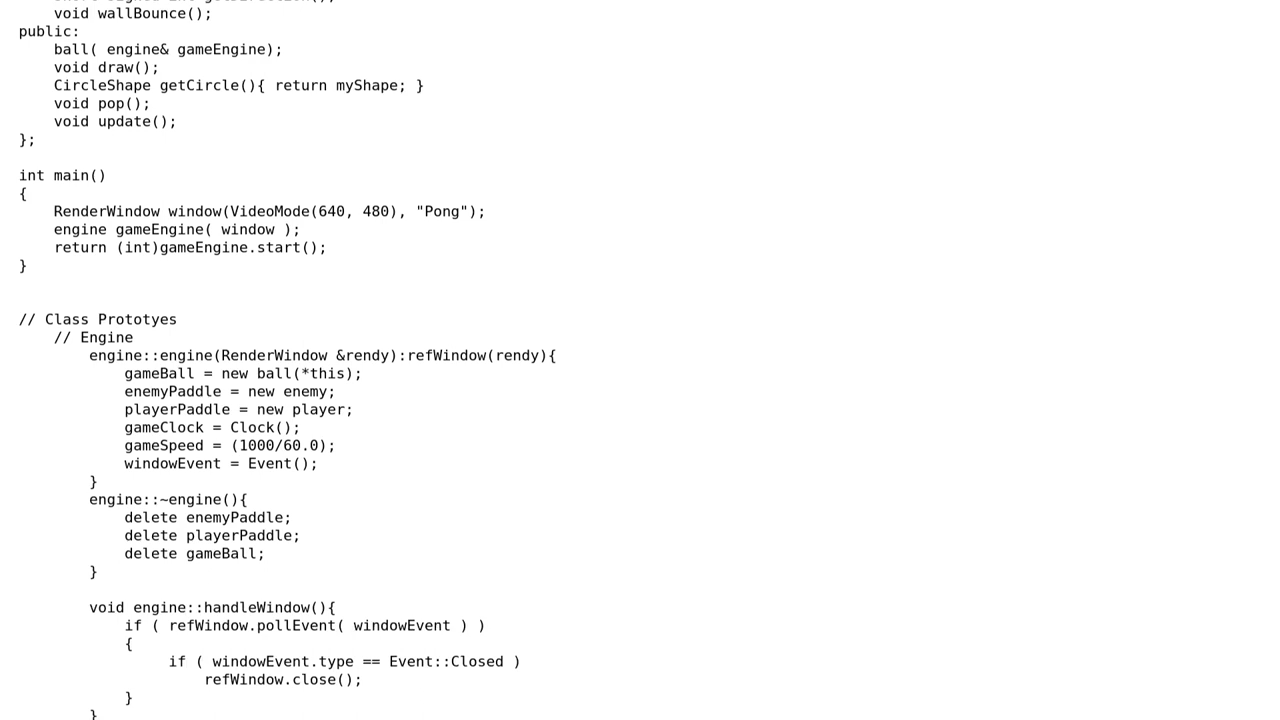 void wallBounce();
public:
ball( engine& gameEngine);
void draw();
CircleShape getCircle(){ return myShape; }
void pop();
void update();
};
int main()
{
RenderWindow window(VideoMode(640, 480), "Pong");
engine gameEngine( window );
return (int)gameEngine.start();
}
// Class Prototyes
// Engine
engine::engine(RenderWindow &rendy):refWindow(rendy){
gameBall = new ball(*this);
enemyPaddle = new enemy;
playerPaddle = new player;
gameClock = Clock();
gameSpeed = (1000/60.0);
windowEvent = Event();
}
engine::~engine(){
delete enemyPaddle;
delete playerPaddle;
delete gameBall;
}
void engine::handleWindow(){
if ( refWindow.pollEvent( windowEvent ) )
{
if ( windowEvent.type == Event::Closed )
refWindow.close();
}
}